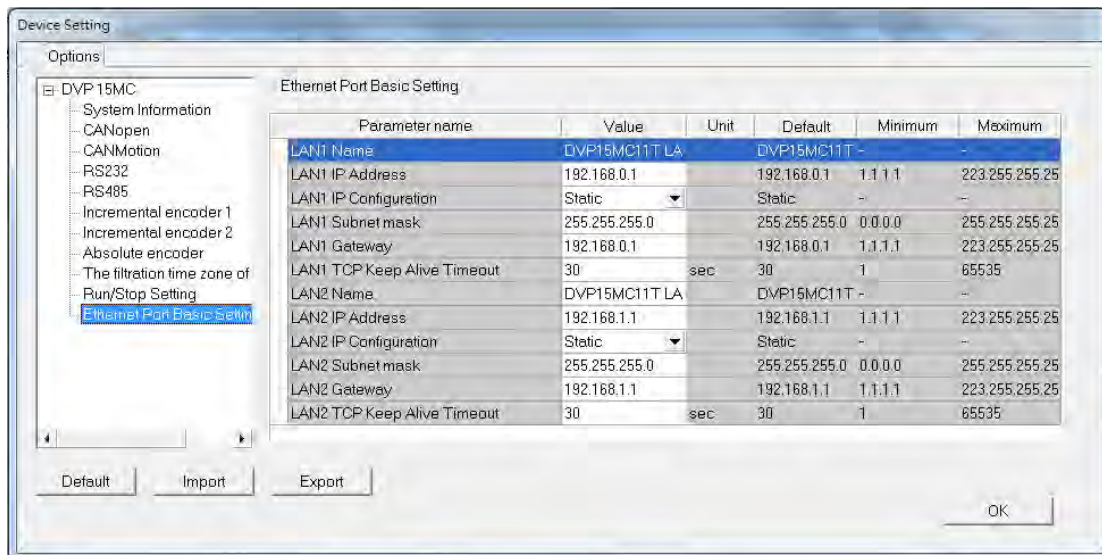 Device Setting
Options
DVP 15MC
System Information
CANopen
CANMotion
RS232
RS485
Incremental encoder 1
Incremental encoder 2
Absolute encoder
The filtration time zone of
Run/Stop Setting
Ethernet Port Basic Settin
Ethernet Port Basic Setting
Parameter name Value Unit Default Minimum Maximum
LAN1 Name DVP15MC11T LA DVP15MC11T - -
LAN1 IP Address 192.168.0.1 192.168.0.1 1.1.1.1 223.255.255.25
LAN1 IP Configuration Static Static - -
LAN1 Subnet mask 255.255.255.0 255.255.255.0 0.0.0.0 255.255.255.25
LAN1 Gateway 192.168.0.1 192.168.0.1 1.1.1.1 223.255.255.25
LAN1 TCP Keep Alive Timeout 30 sec 30 1 65535
LAN2 Name DVP15MC11T LA DVP15MC11T - -
LAN2 IP Address 192.168.1.1 192.168.1.1 1.1.1.1 223.255.255.25
LAN2 IP Configuration Static Static - -
LAN2 Subnet mask 255.255.255.0 255.255.255.0 0.0.0.0 255.255.255.25
LAN2 Gateway 192.168.1.1 192.168.1.1 1.1.1.1 223.255.255.25
LAN2 TCP Keep Alive Timeout 30 sec 30 1 65535
Default Import Export
OK